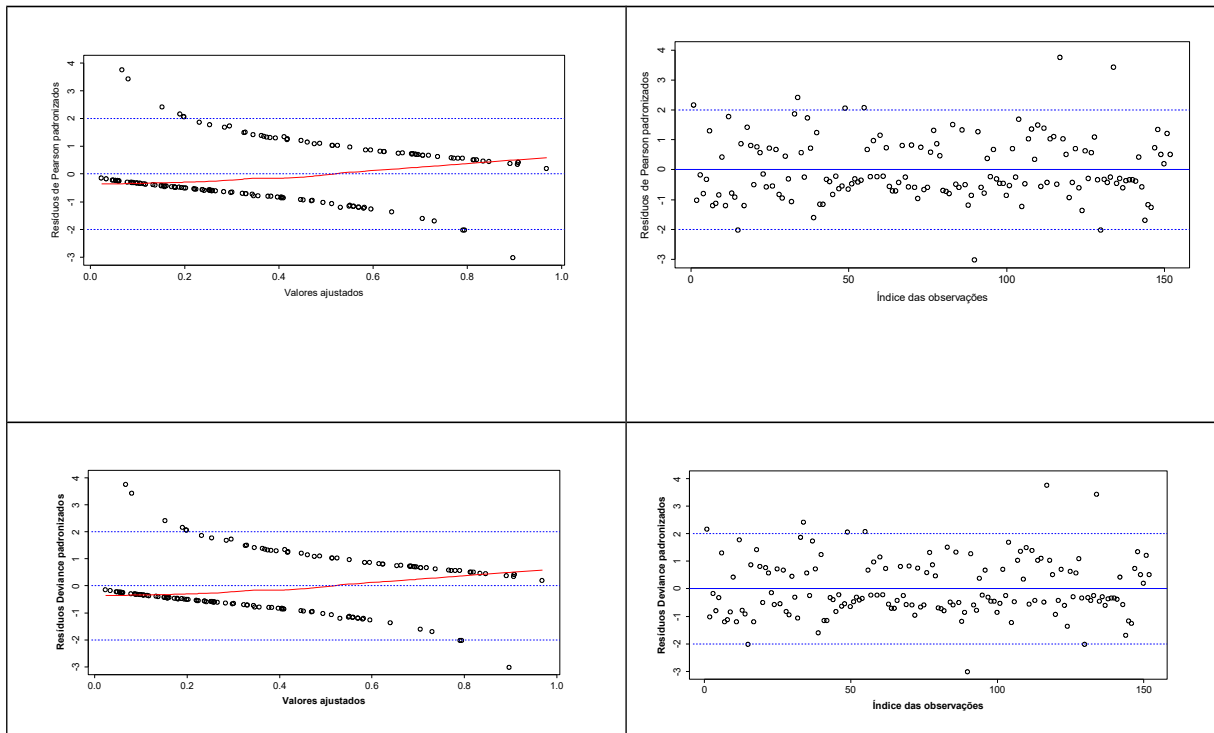 Resíduos de Pearson padronizados
4
3
2
1
0
-1
-2
-3
0.0 0.2 0.4 0.6 0.8 1.0
Valores ajustados
Resíduos de Pearson padronizados
4
3
2
1
0
-1
-2
-3
0 50 100 150
Índice das observações
Resíduos Deviance padronizados
4
3
2
1
0
-1
-2
-3
0.0 0.2 0.4 0.6 0.8 1.0
Valores ajustados
Resíduos Deviance padronizados
4
3
2
1
0
-1
-2
-3
0 50 100 150
Índice das observações